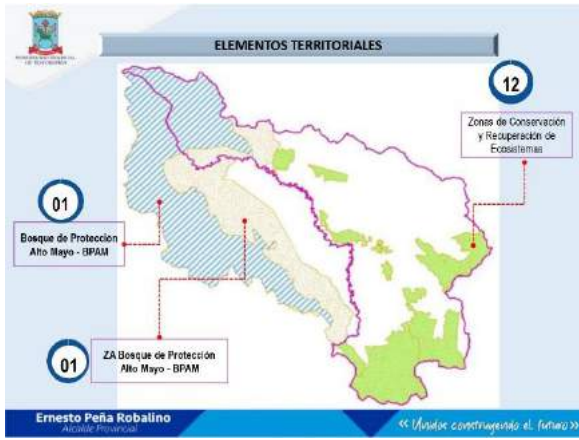 ELEMENTOS TERRITORIALES
12
Zonas de Conservación
y Recuperación de
Ecosistemas
01
Bosque de Protección
Alto Mayo - BPAM
01
ZA Bosque de Protección
Alto Mayo - BPAM
Ernesto Peña Robalino
Alcalde Provincial
«Unidos construyendo el futuro»